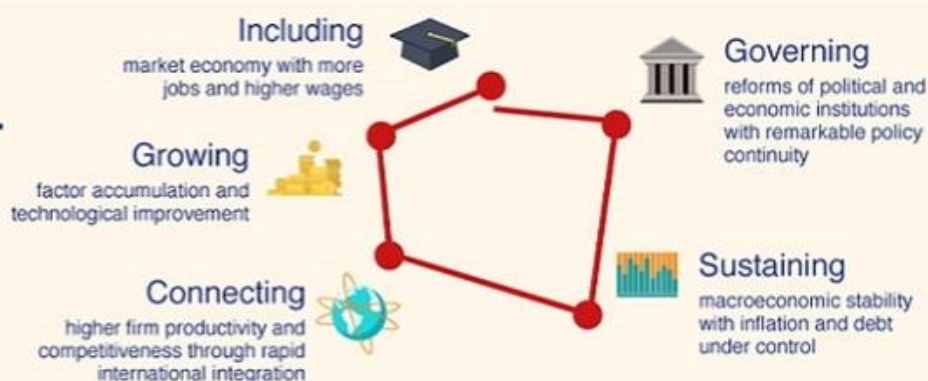 Including
market economy with more
jobs and higher wages
Growing
factor accumulation and
technological improvement
Connecting
higher firm productivity and
competitiveness through rapid
international integration
Governing
reforms of political and
economic institutions
with remarkable policy
continuity
Sustaining
macroeconomic stability
with inflation and debt
under control